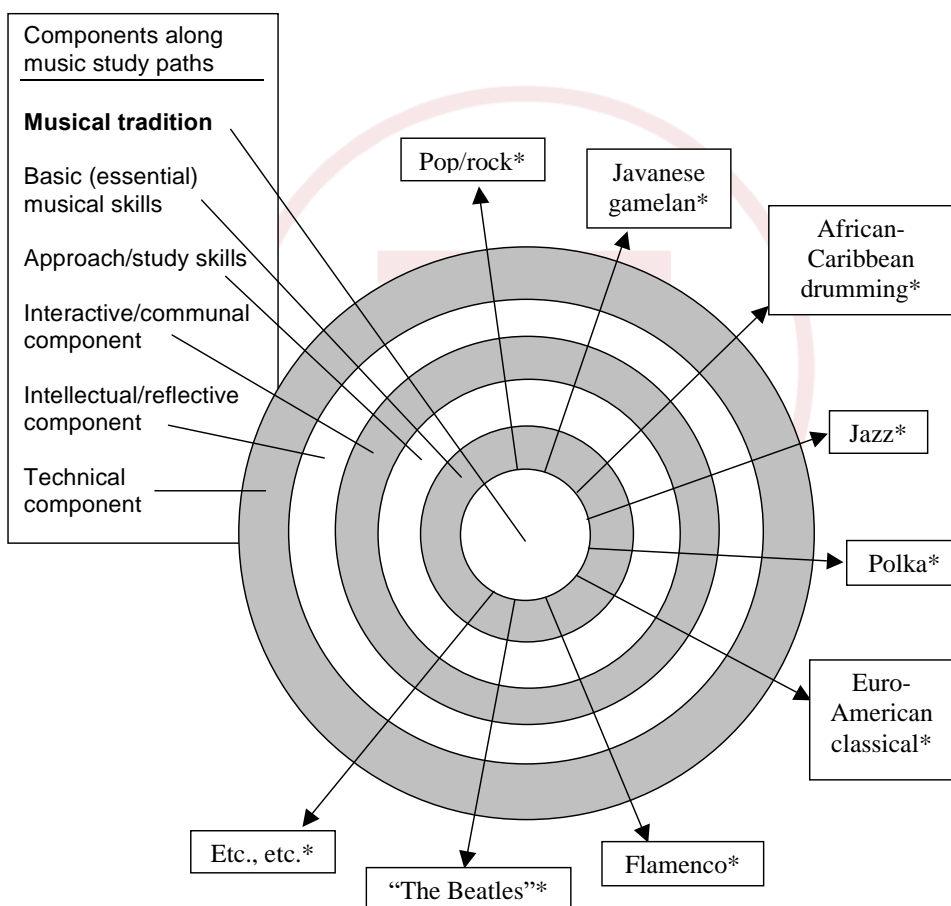 Components along
music study paths
Musical tradition
Basic (essential)
musical skills
Approach/study skills
Interactive/communal
component
Intellectual/reflective
component
Technical
component
Pop/rock*
Javanese
gamelan*
African-
Caribbean
drumming*
Jazz*
Polka*
Euro-
American
classical*
Flamenco*
“The Beatles”*
Etc., etc.*